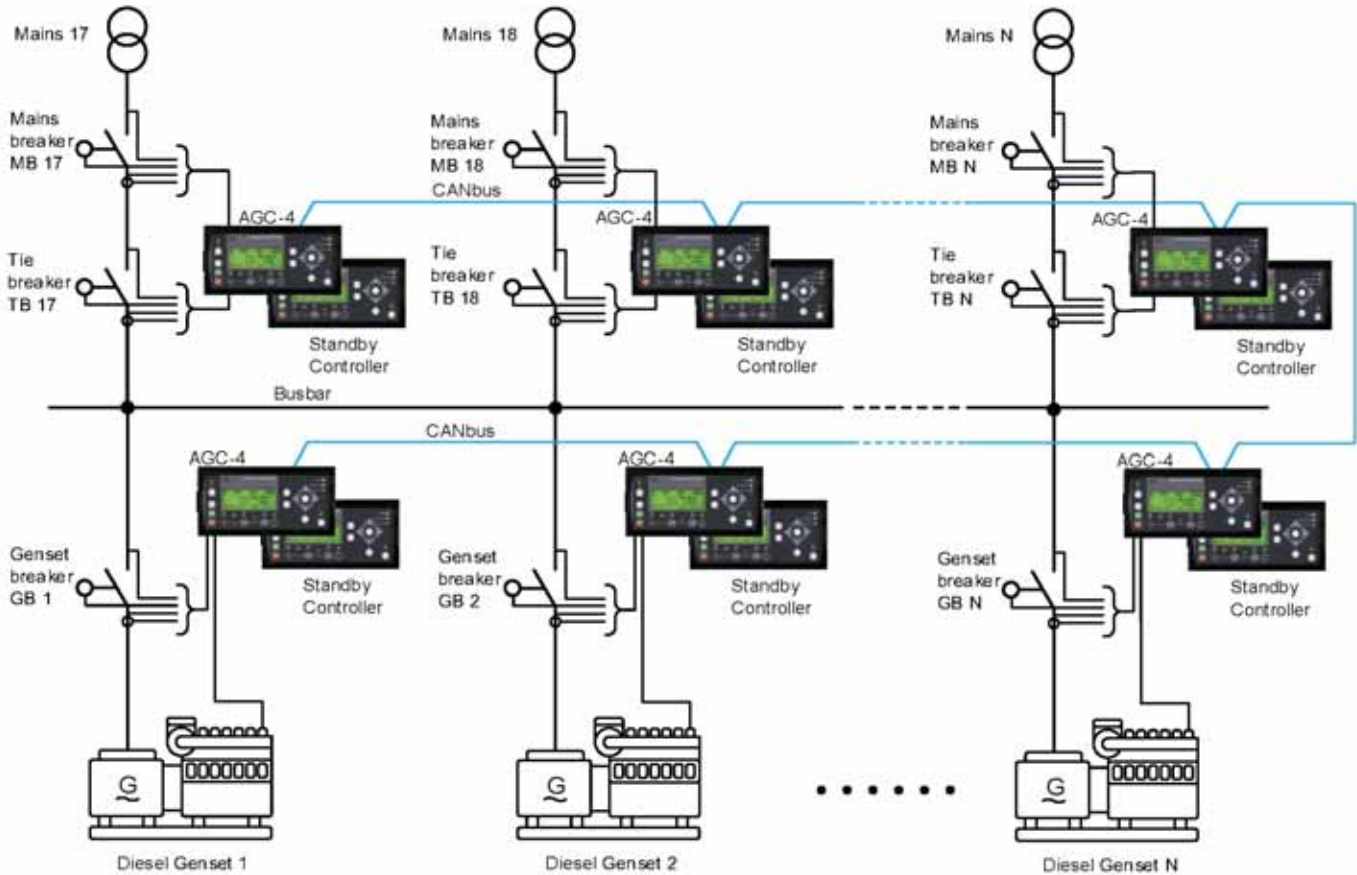 Mains 17
Mains 18
Mains N
Mains
breaker
MB 17
Mains
breaker
MB 18
Mains
breaker
MB N
CANbus
AGC-4
AGC-4
AGC-4
Tie
breaker
TB 17
Tie
breaker
TB 18
Tie
breaker
TB N
Standby
Controller
Standby
Controller
Standby
Controller
Busbar
CANbus
AGC-4
AGC-4
AGC-4
Genset
breaker
GB 1
Genset
breaker
GB 2
Genset
breaker
GB N
Standby
Controller
Standby
Controller
Standby
Controller
G
G
G
Diesel Genset 1
Diesel Genset 2
Diesel Genset N